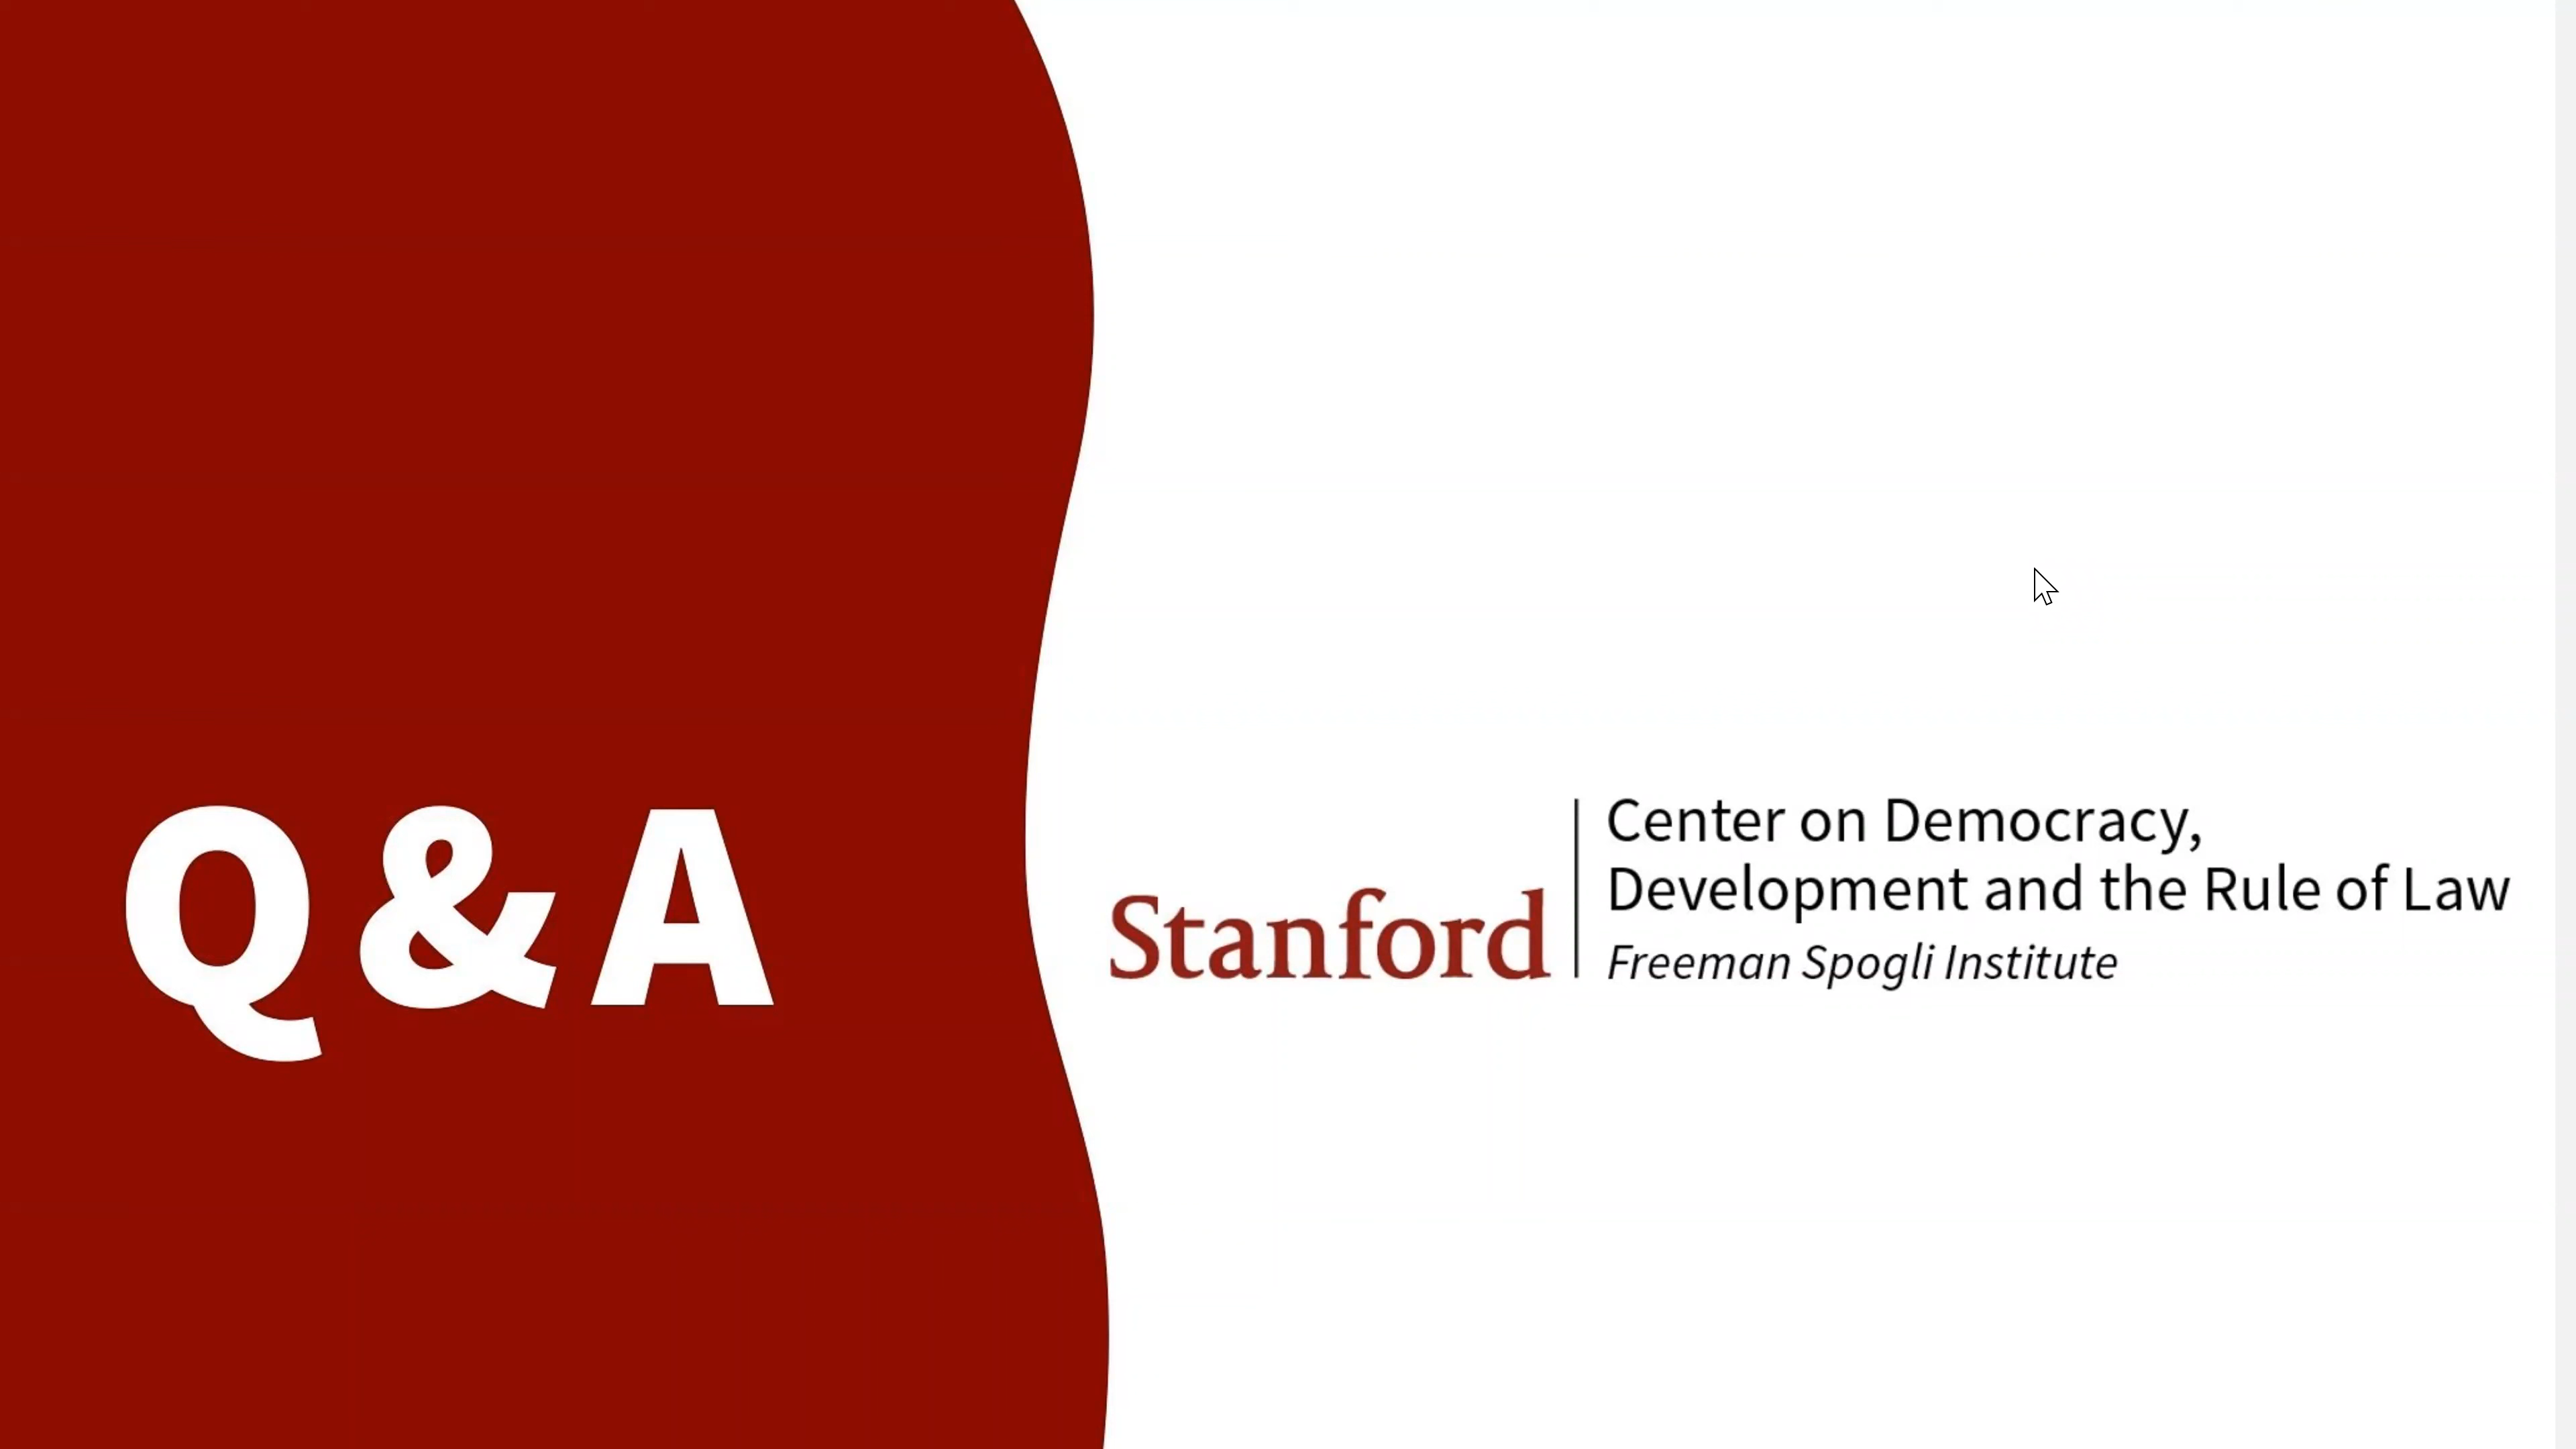 Q&A
Stanford
Center on Democracy,
Development and the Rule of Law
Freeman Spogli Institute